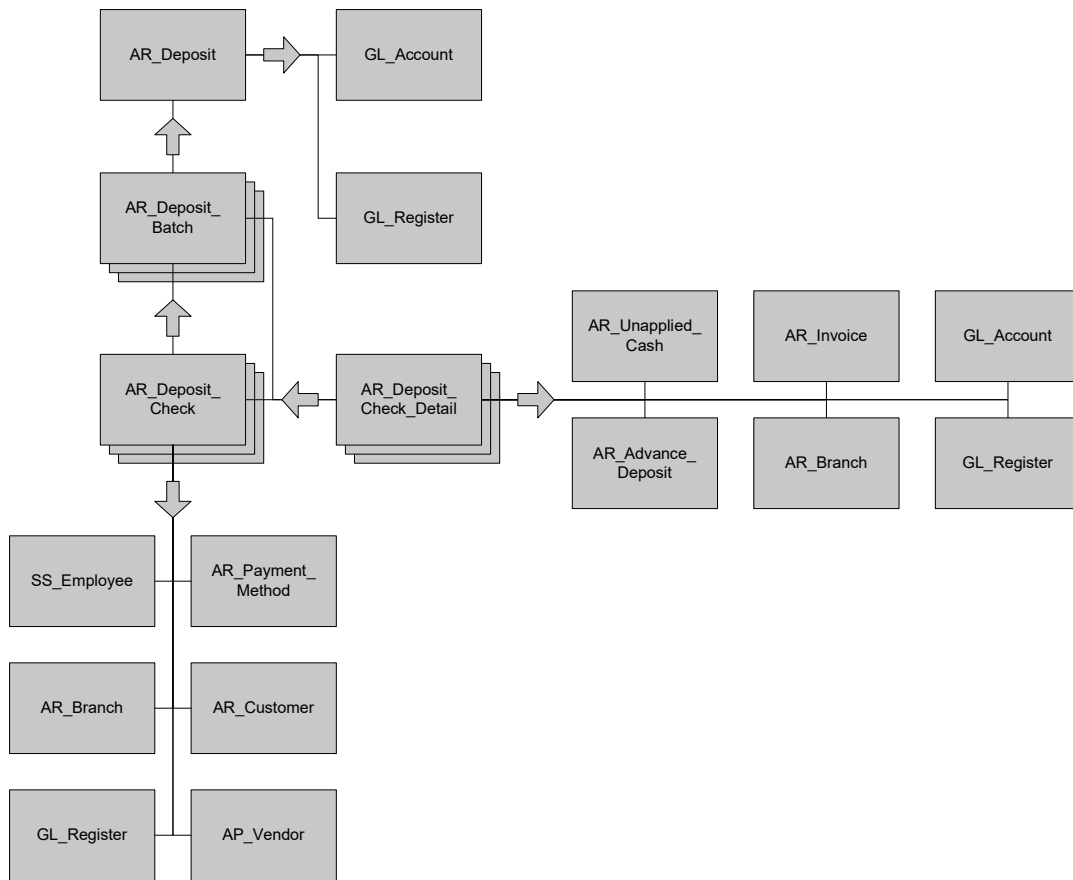 AR_Deposit
GL_Account
AR_Deposit_
Batch
GL_Register
AR_Unapplied_
Cash
AR_Invoice
GL_Account
AR_Deposit_
Check
AR_Deposit_
Check_Detail
AR_Advance_
Deposit
AR_Branch
GL_Register
SS_Employee
AR_Payment_
Method
AR_Branch
AR_Customer
GL_Register
AP_Vendor